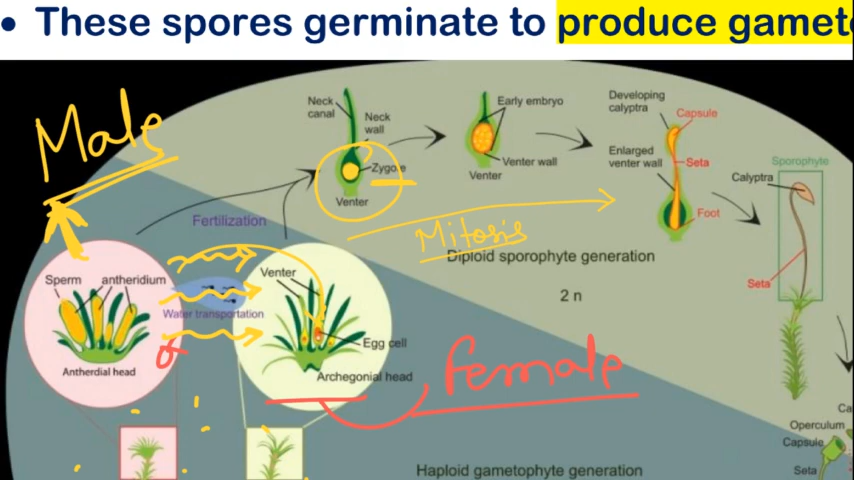 • These spores germinate to produce gamet
Male
Neck canal
Neck wall
Zygote
Venter
Early embryo
Venter wall
Venter
Developing calyptra
Capsule
Enlarged venter wall
Seta
Foot
Sporophyte
Calyptra
Seta
Fertilization
Mitosis
Diploid sporophyte generation
2 n
Sperm
antheridium
Water transportation
Antherdial head
Venter
Egg cell
Archegonial head
female
Ca
Operculum
Capsule
Seta
Haploid gametophyte generation